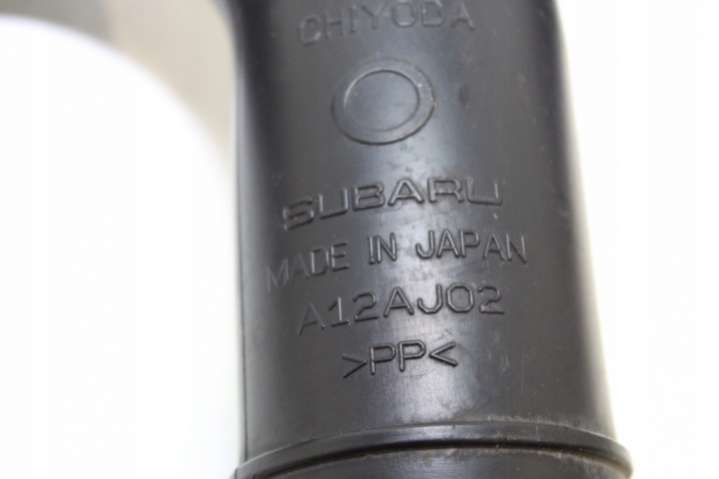 CHIYODA
SUBARU
MADE IN JAPAN
A12AJ02
>PP<